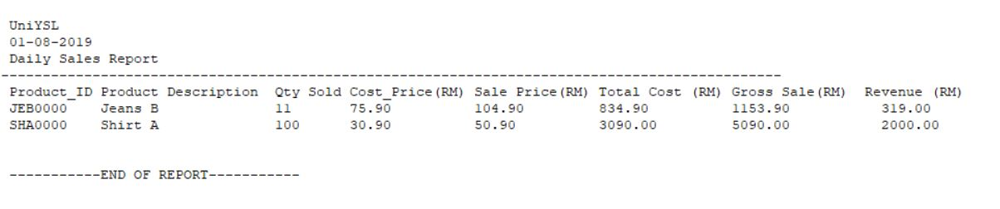 UniYSL
01-08-2019
Daily Sales Report
----------------------------------------------------------------------------------------------
Product_ID Product Description  Qty Sold Cost_Price(RM) Sale Price(RM) Total Cost (RM) Gross Sale(RM)  Revenue (RM)
JEB0000    Jeans B              11       75.90          104.90         834.90          1153.90           319.00
SHA0000    Shirt A              100      30.90          50.90          3090.00         5090.00           2000.00
-----------END OF REPORT-----------